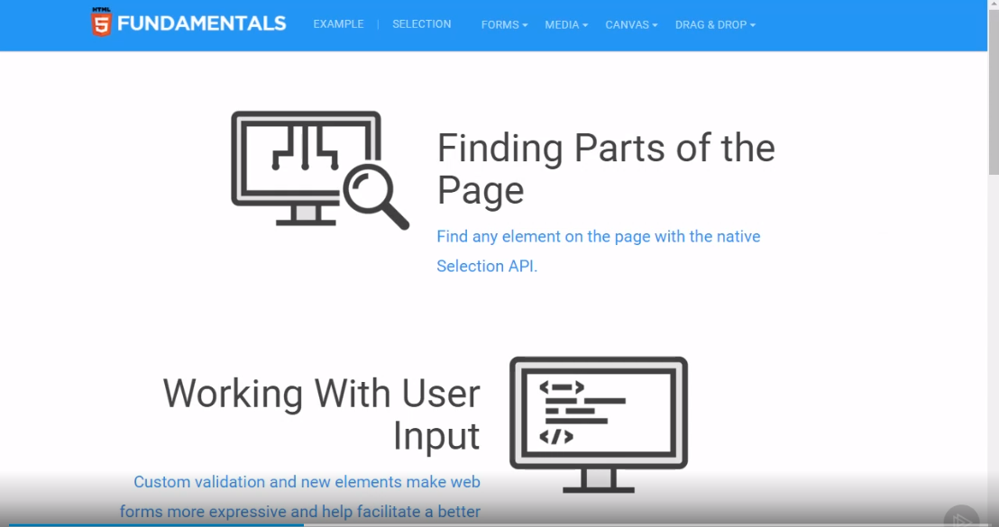 HTML
5 FUNDAMENTALS
EXAMPLE | SELECTION FORMS MEDIA CANVAS DRAG & DROP
Finding Parts of the
Page
Find any element on the page with the native
Selection API.
Working With User
Input
Custom validation and new elements make web
forms more expressive and help facilitate a better